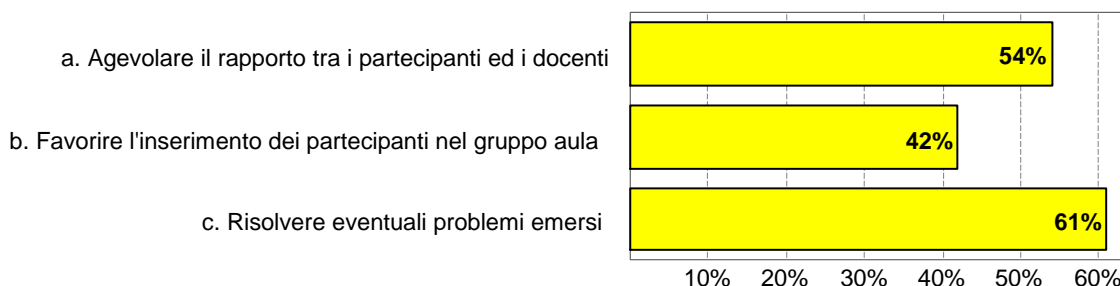 a. Agevolare il rapporto tra i partecipanti ed i docenti
54%
b. Favorire l'inserimento dei partecipanti nel gruppo aula
42%
c. Risolvere eventuali problemi emersi
61%
10% 20% 30% 40% 50% 60%